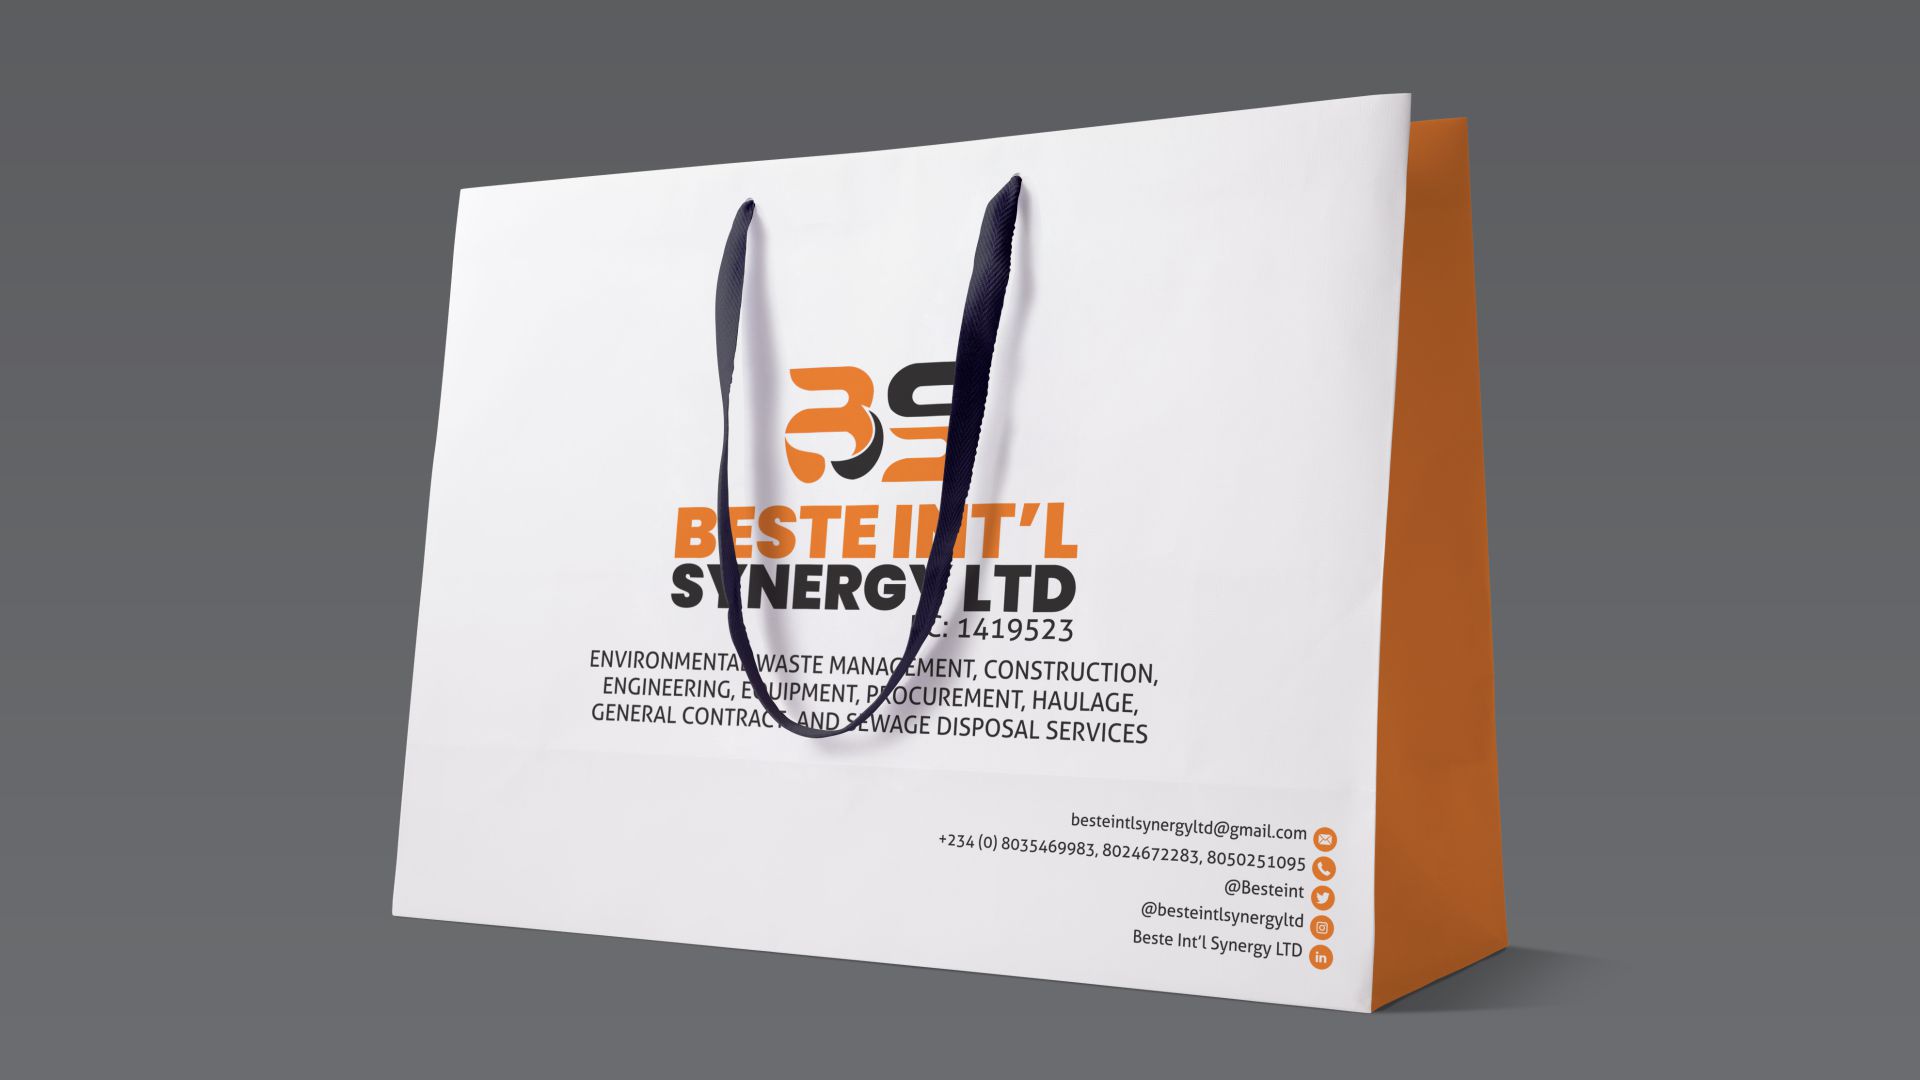 BS
BESTE INT'L
SYNERGY LTD
RC: 1419523
ENVIRONMENTAL WASTE MANAGEMENT, CONSTRUCTION,
ENGINEERING, EQUIPMENT, PROCUREMENT, HAULAGE,
GENERAL CONTRACT, AND SEWAGE DISPOSAL SERVICES
besteintlsynergyltd@gmail.com
+234 (0) 8035469983, 8024672283, 8050251095
@Besteint
@besteintlsynergyltd
Beste Int'l Synergy LTD